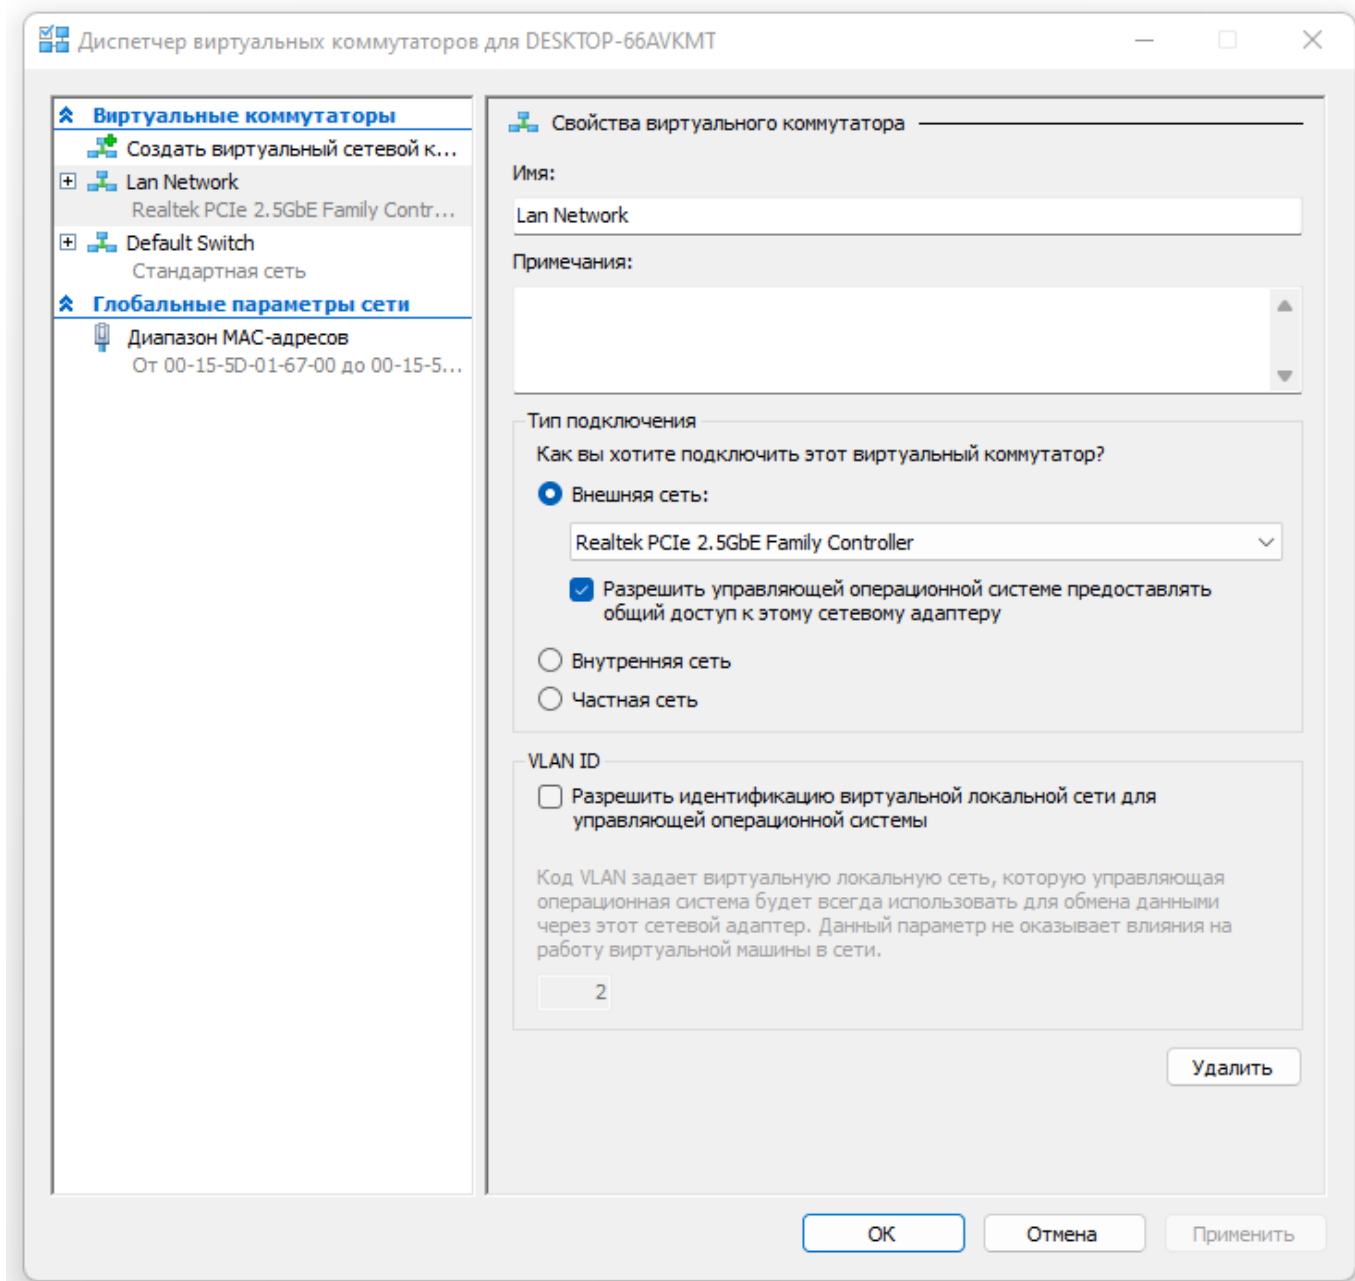 Диспетчер виртуальных коммутаторов для DESKTOP-66AVKMT
Виртуальные коммутаторы
Создать виртуальный сетевой к...
Lan Network
Realtek PCIe 2.5GbE Family Contr...
Default Switch
Стандартная сеть
Глобальные параметры сети
Диапазон MAC-адресов
От 00-15-5D-01-67-00 до 00-15-5...
Свойства виртуального коммутатора
Имя:
Lan Network
Примечания:
Тип подключения
Как вы хотите подключить этот виртуальный коммутатор?
Внешняя сеть:
Realtek PCIe 2.5GbE Family Controller
Разрешить управляющей операционной системе предоставлять
общий доступ к этому сетевому адаптеру
Внутренняя сеть
Частная сеть
VLAN ID
Разрешить идентификацию виртуальной локальной сети для
управляющей операционной системы
Код VLAN задает виртуальную локальную сеть, которую управляющая
операционная система будет всегда использовать для обмена данными
через этот сетевой адаптер. Данный параметр не оказывает влияния на
работу виртуальной машины в сети.
2
Удалить
ОК
Отмена
Применить